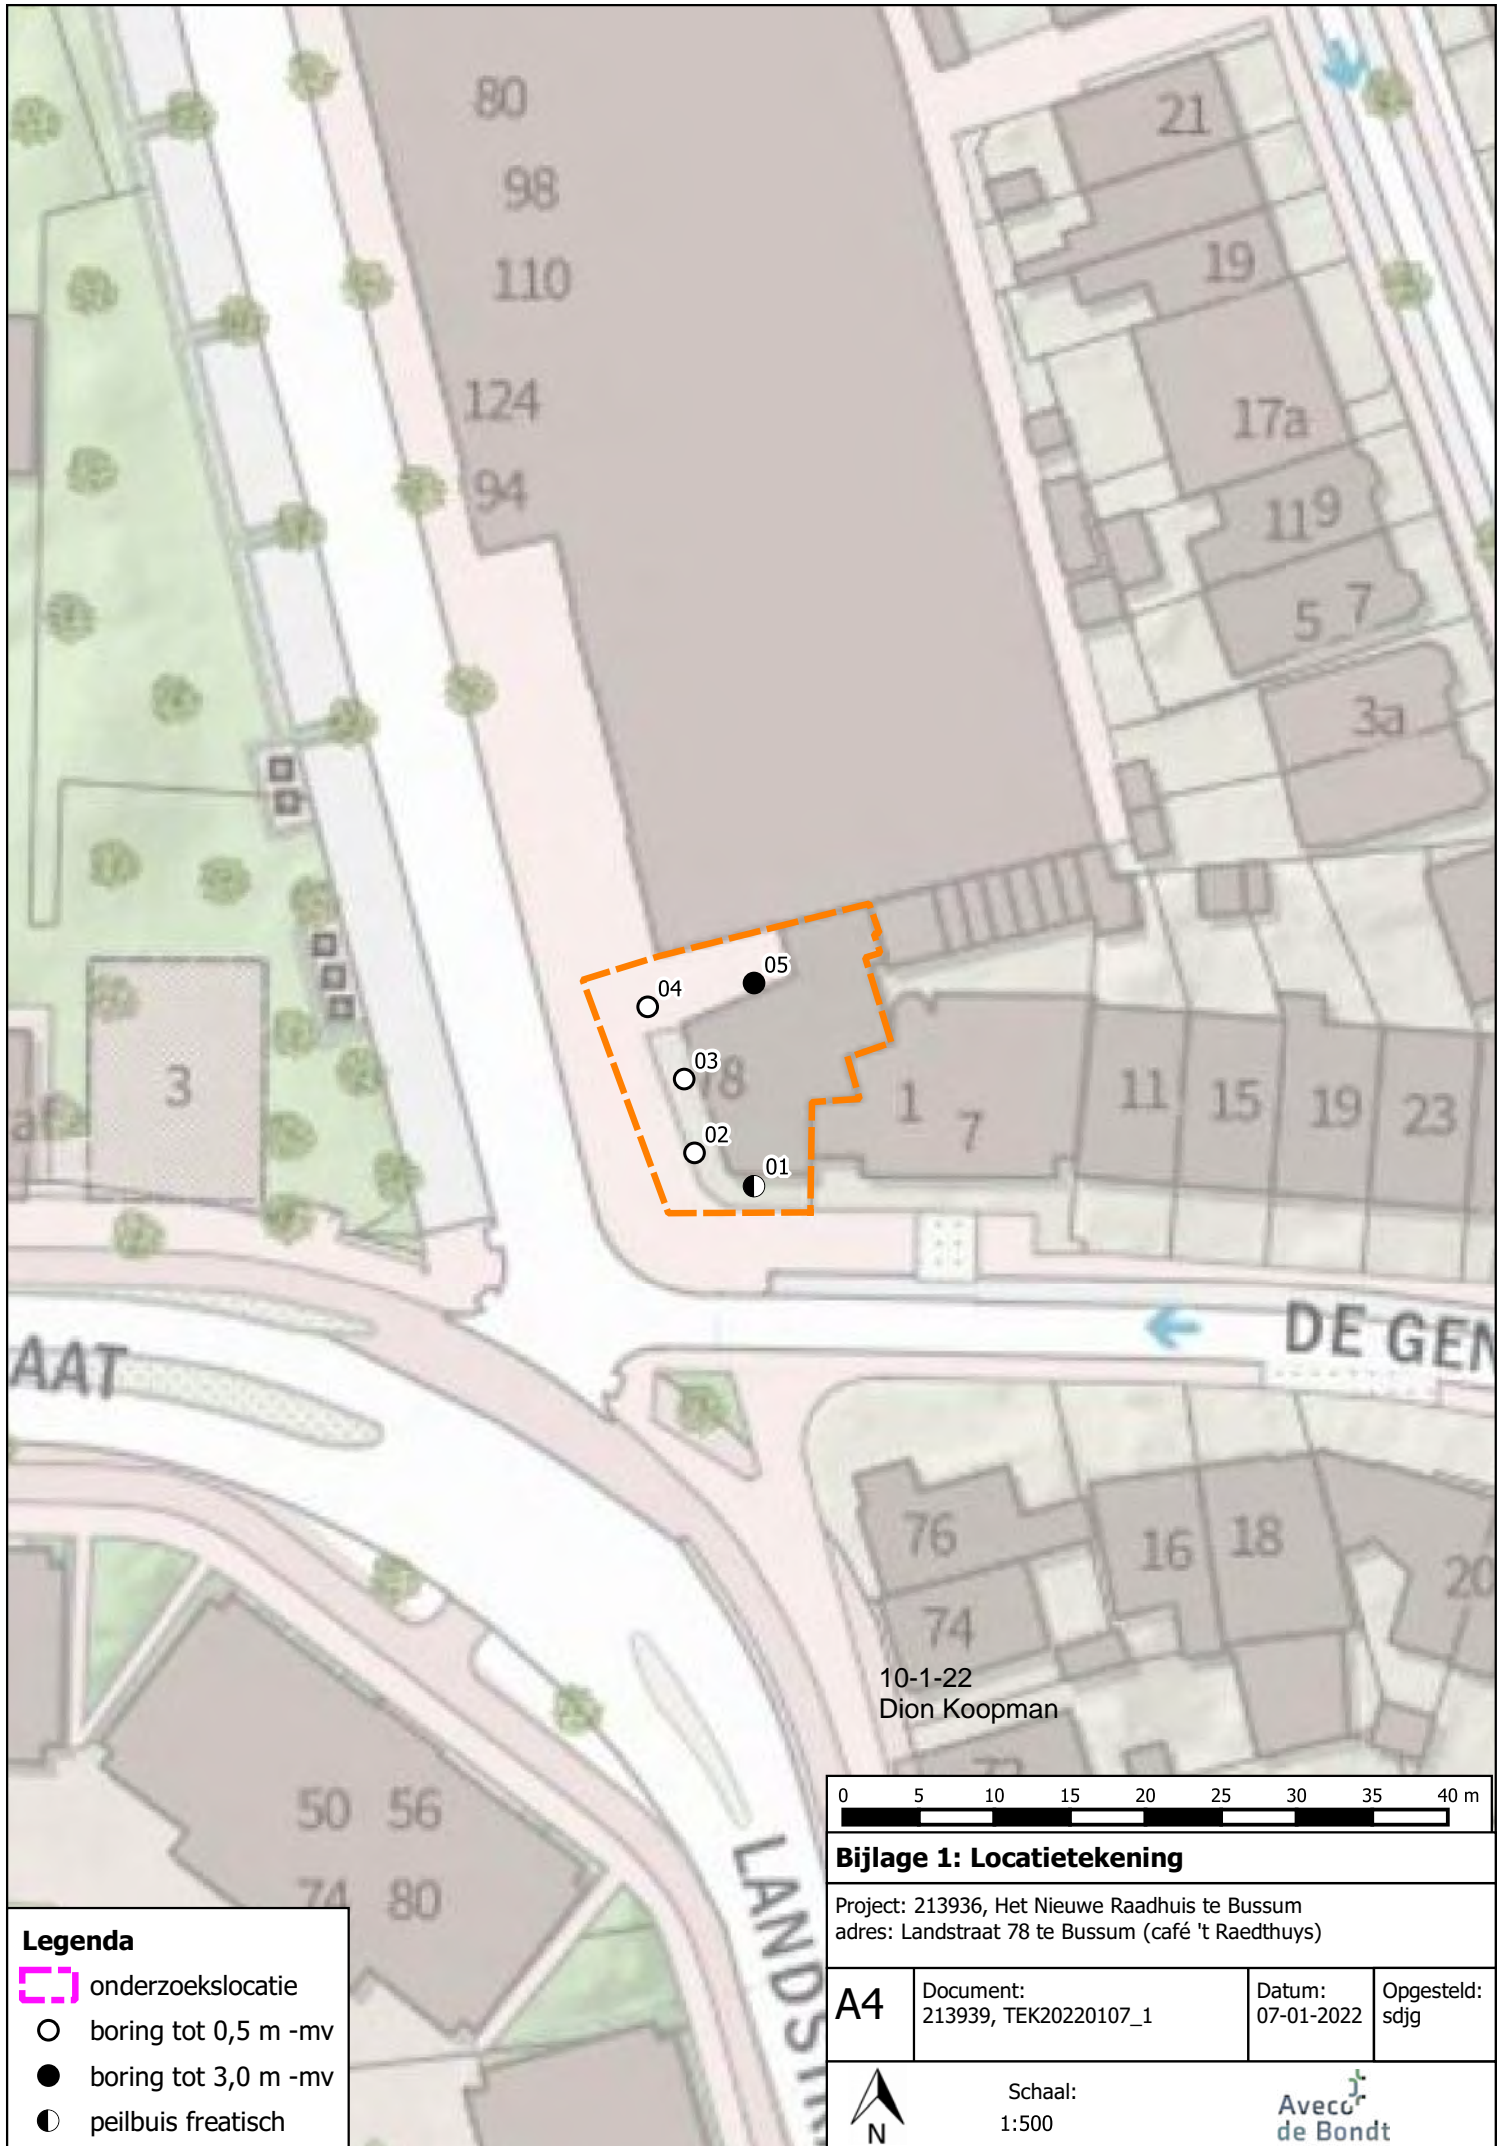 80
98
110
124
94
21
19
17a
119
5 7
3a
05
04
03
78
02
01
3
1
7
11
15
19
23
AAT
DE GEN
76
74
16
18
20
10-1-22
Dion Koopman
50 56
74 80
LANDSTR
0 5 10 15 20 25 30 35 40 m
Bijlage 1: Locatietekening
Project: 213936, Het Nieuwe Raadhuis te Bussum
adres: Landstraat 78 te Bussum (café 't Raedthuys)
A4
Document:
213939, TEK20220107_1
Datum:
07-01-2022
Opgesteld:
sdjg
N
Schaal:
1:500
Aveco
de Bondt
Legenda
onderzoekslocatie
boring tot 0,5 m -mv
boring tot 3,0 m -mv
peilbuis freatisch